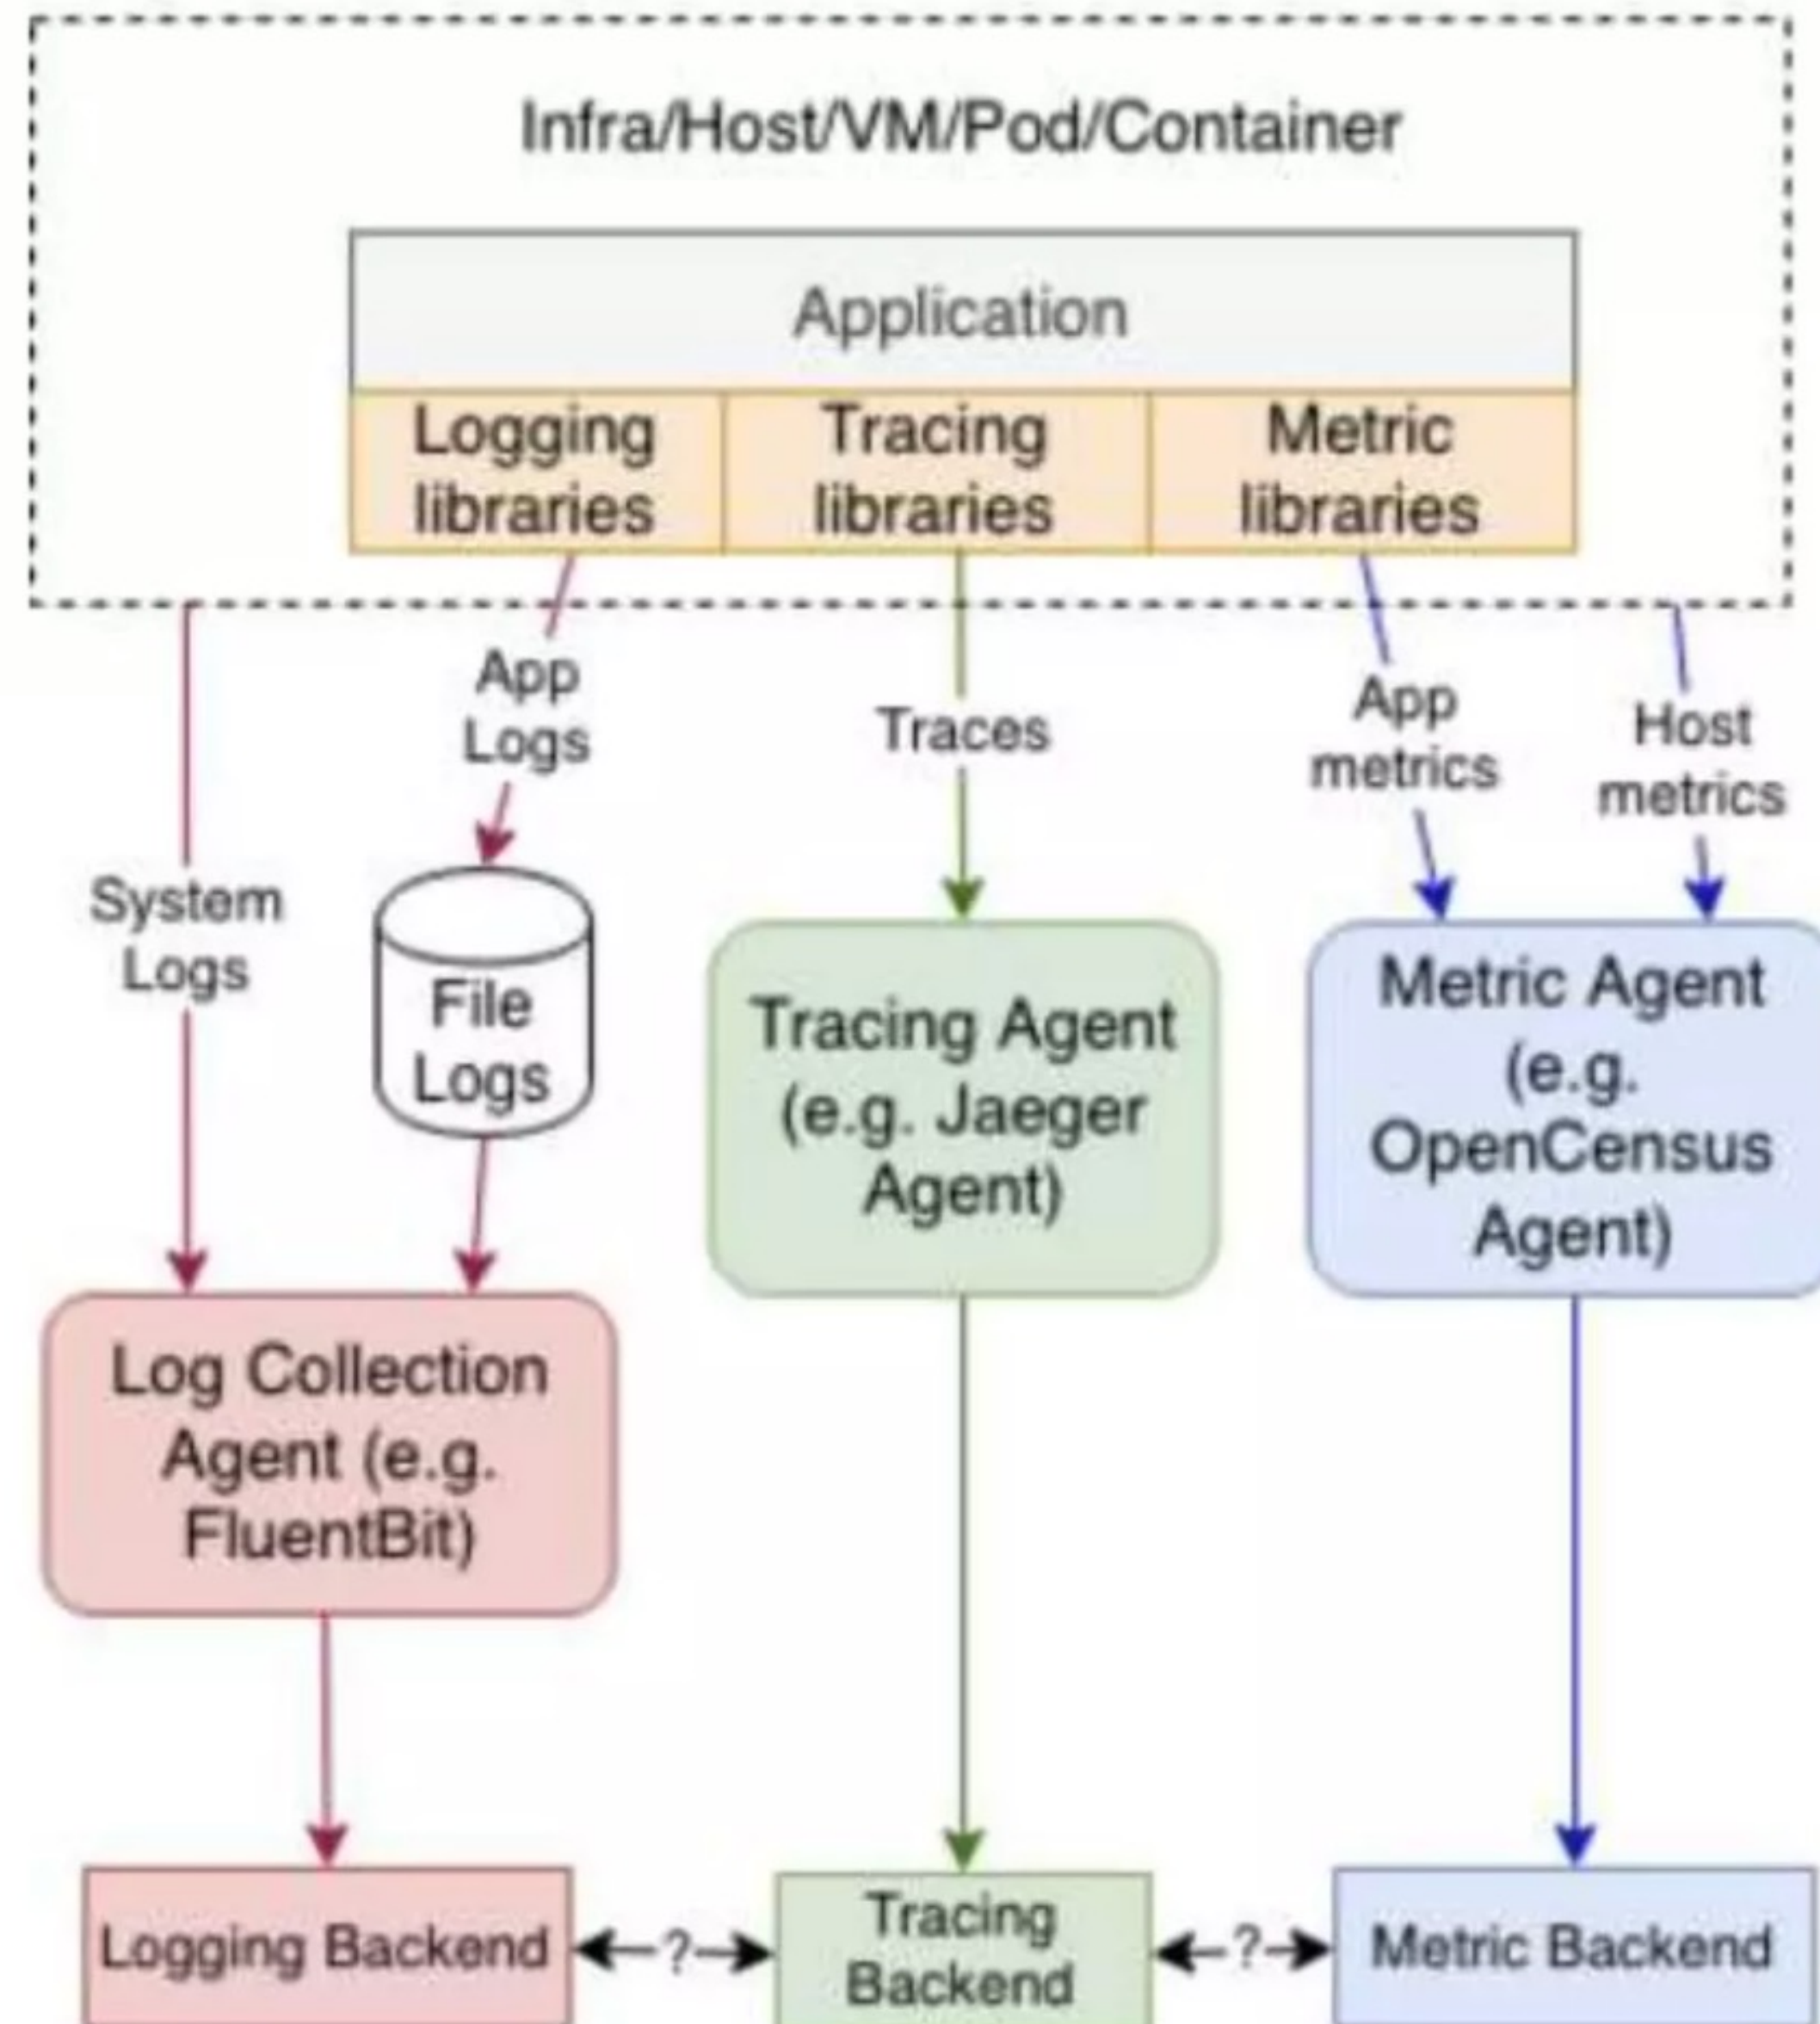 Infra/Host/VM/Pod/Container
Application
Logging
libraries
Tracing
libraries
Metric
libraries
App
Logs
Traces
App
metrics
Host
metrics
System
Logs
File
Logs
Tracing Agent
(e.g. Jaeger
Agent)
Metric Agent
(e.g.
OpenCensus
Agent)
Log Collection
Agent (e.g.
FluentBit)
Logging Backend
?
Tracing
Backend
?
Metric Backend